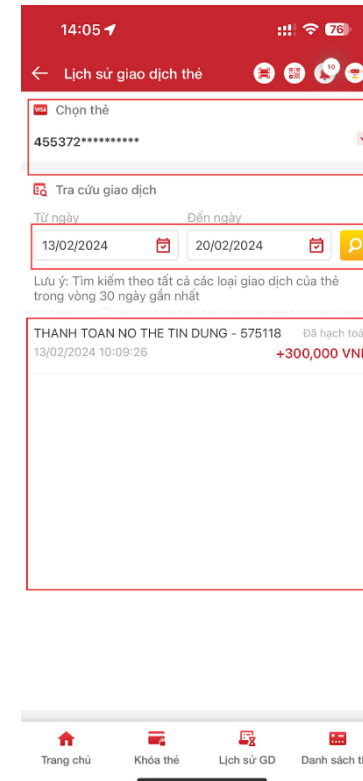 14:05
76
Lịch sử giao dịch thẻ
10
VISA Chọn thẻ
455372**********
Tra cứu giao dịch
Từ ngày Đến ngày
13/02/2024 20/02/2024
Lưu ý: Tìm kiếm theo tất cả các loại giao dịch của thẻ
trong vòng 30 ngày gần nhất
THANH TOAN NO THE TIN DUNG - 575118 Đã hạch toá
13/02/2024 10:09:26 +300,000 VN
Trang chủ Khóa thẻ Lịch sử GD Danh sách t